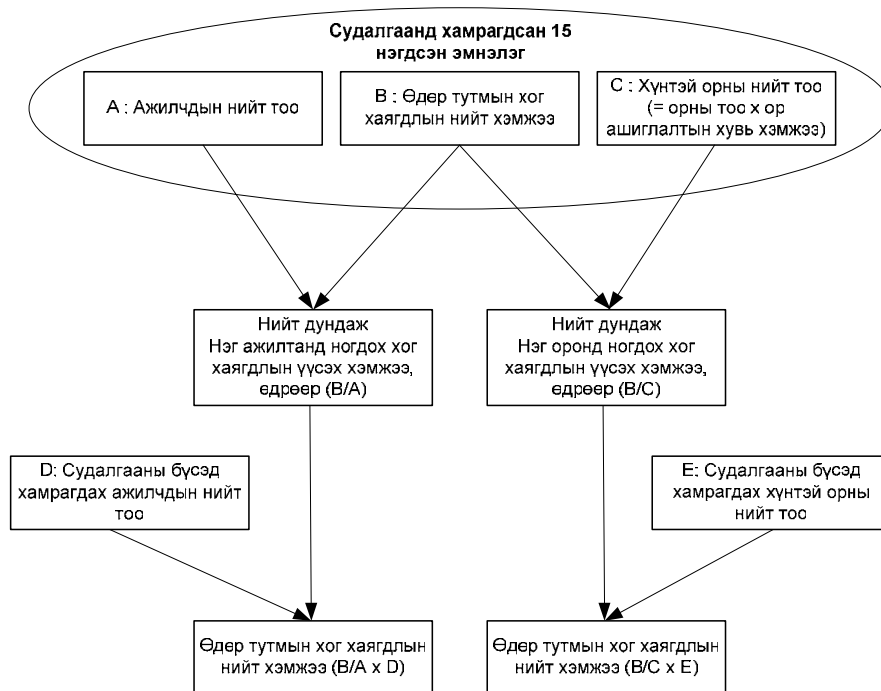 Судалгаанд хамрагдсан 15
нэгдсэн эмнэлэг
А : Ажилчдын нийт тоо
В : Өдөр тутмын хог
хаягдлын нийт хэмжээ
С : Хүнтэй орны нийт тоо
(= орны тоо х ор
ашиглалтын хувь хэмжээ)
Нийт дундаж
Нэг ажилтанд ногдох хог
хаягдлын үүсэх хэмжээ,
өдрөөр (B/A)
Нийт дундаж
Нэг оронд ногдох хог
хаягдлын үүсэх хэмжээ,
өдрөөр (B/C)
D: Судалгааны бүсэд
хамрагдах ажилчдын нийт
тоо
E: Судалгааны бүсэд
хамрагдах хүнтэй орны
нийт тоо
Өдөр тутмын хог хаягдлын
нийт хэмжээ (B/A x D)
Өдөр тутмын хог хаягдлын
нийт хэмжээ (B/C x E)